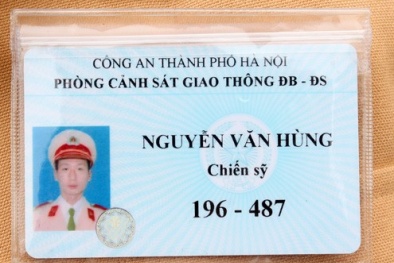 CÔNG AN THÀNH PHỐ HÀ NỘI
PHÒNG CẢNH SÁT GIAO THÔNG ĐB - ĐS
NGUYỄN VĂN HÙNG
Chiến sỹ
196 - 487